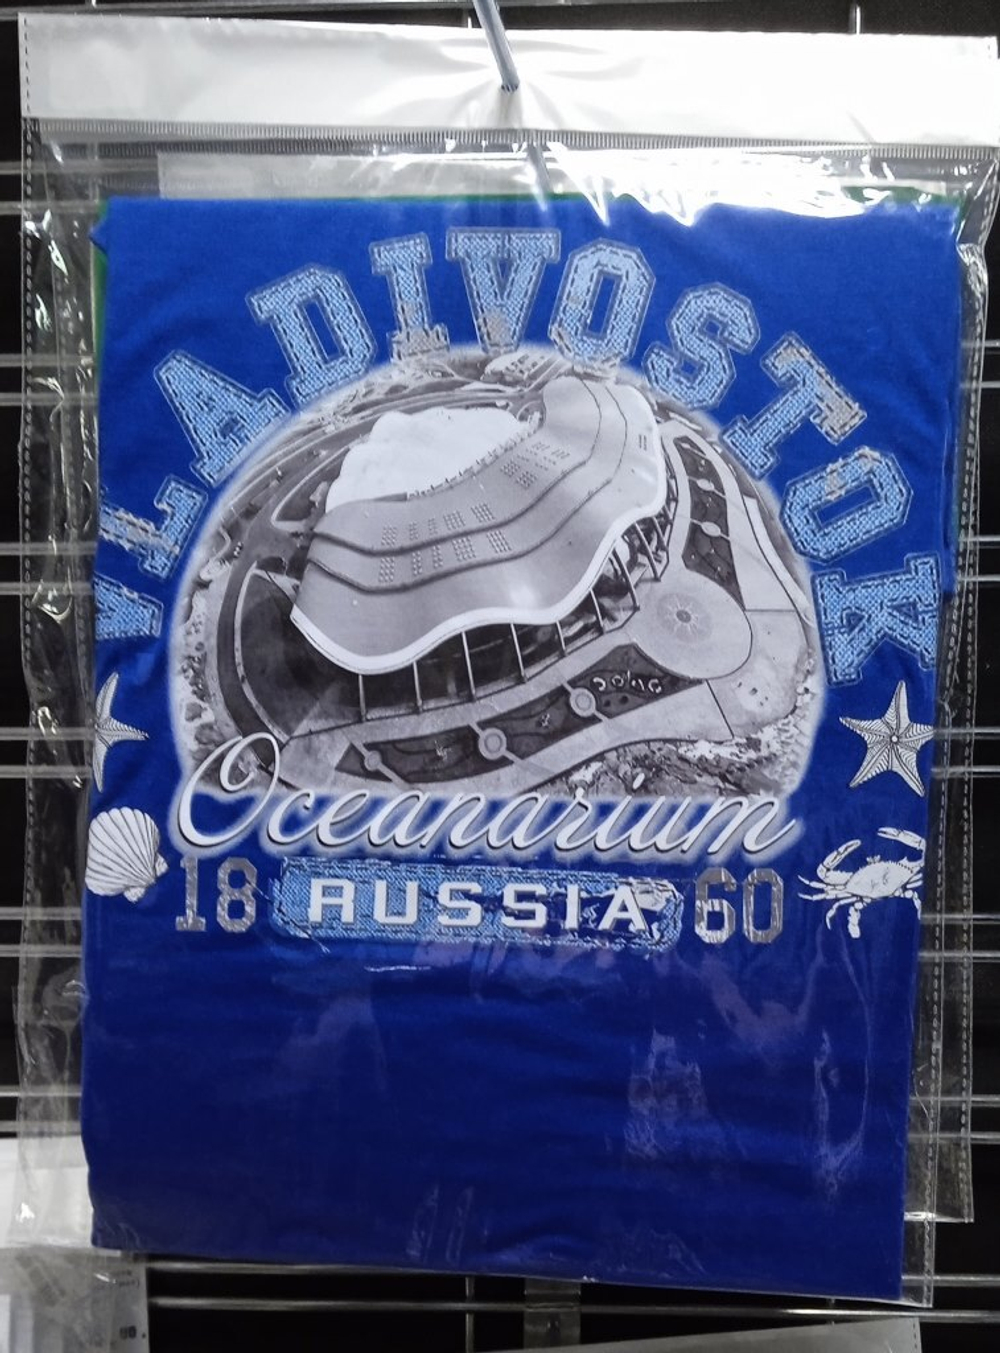 VLADIVOSTOK
Oceanarium
18 RUSSIA 60